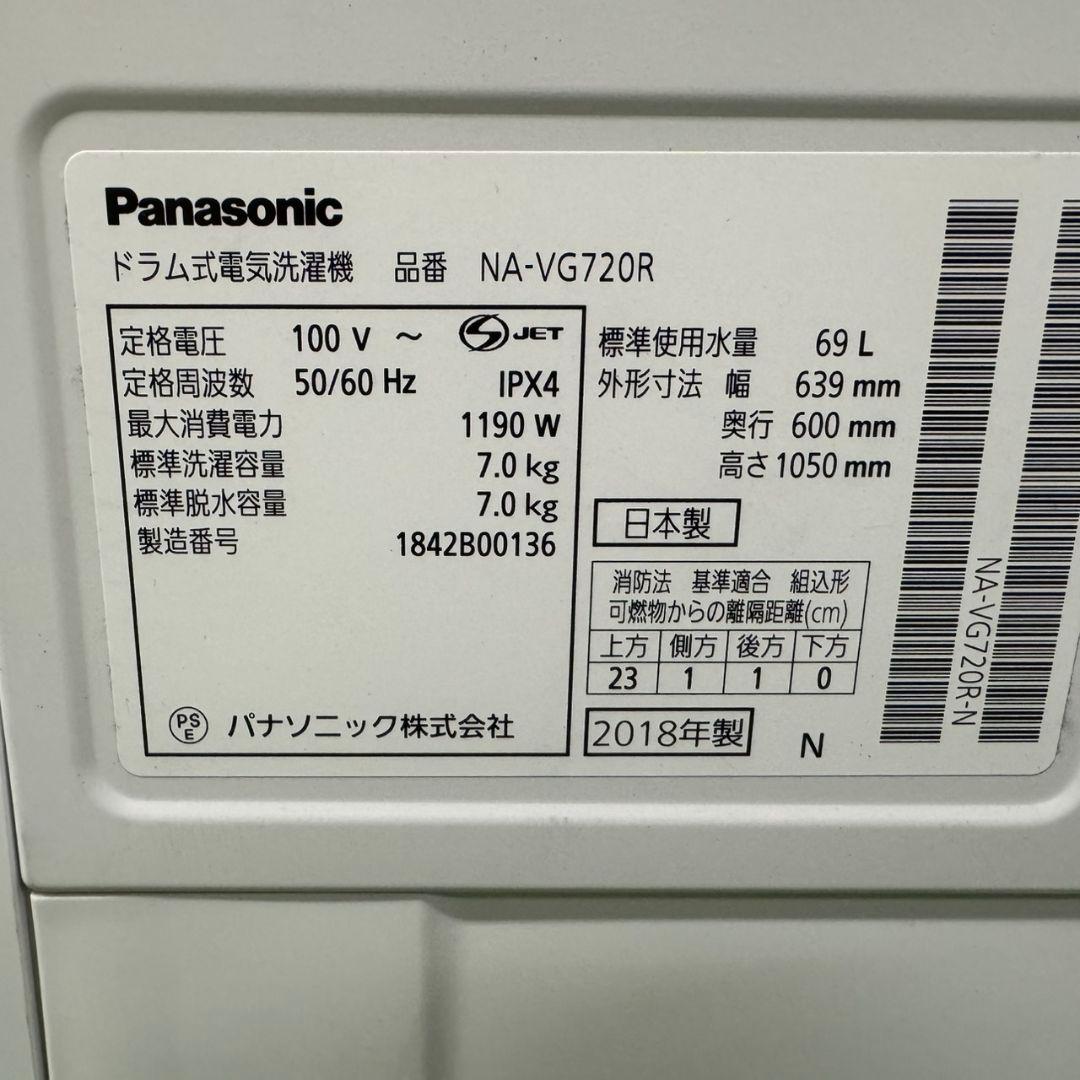 Panasonic
ドラム式電気洗濯機 品番 NA-VG720R
定格電圧 100 V ～ JET
定格周波数 50/60 Hz IPX4
最大消費電力 1190 W
標準洗濯容量 7.0 kg
標準脱水容量 7.0 kg
製造番号 1842B00136
PS
E
パナソニック株式会社
標準使用水量 69 L
外形寸法 幅 639 mm
奥行 600 mm
高さ 1050 mm
日本製
消防法 基準適合 組込形
可燃物からの離隔距離(cm)
上方 側方 後方 下方
23 1 1 0
2018年製 N
NA-VG720R-N